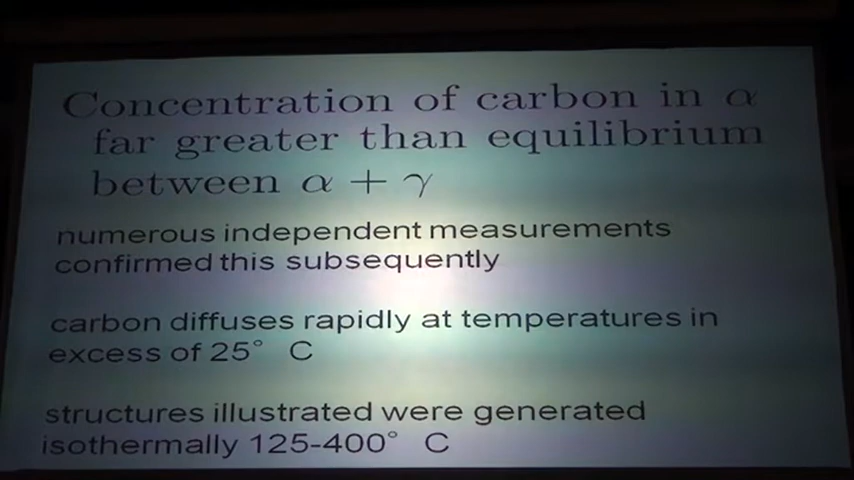 Concentration of carbon in α
far greater than equilibrium
between α + γ
numerous independent measurements
confirmed this subsequently
carbon diffuses rapidly at temperatures in
excess of 25° C
structures illustrated were generated
isothermally 125-400° C